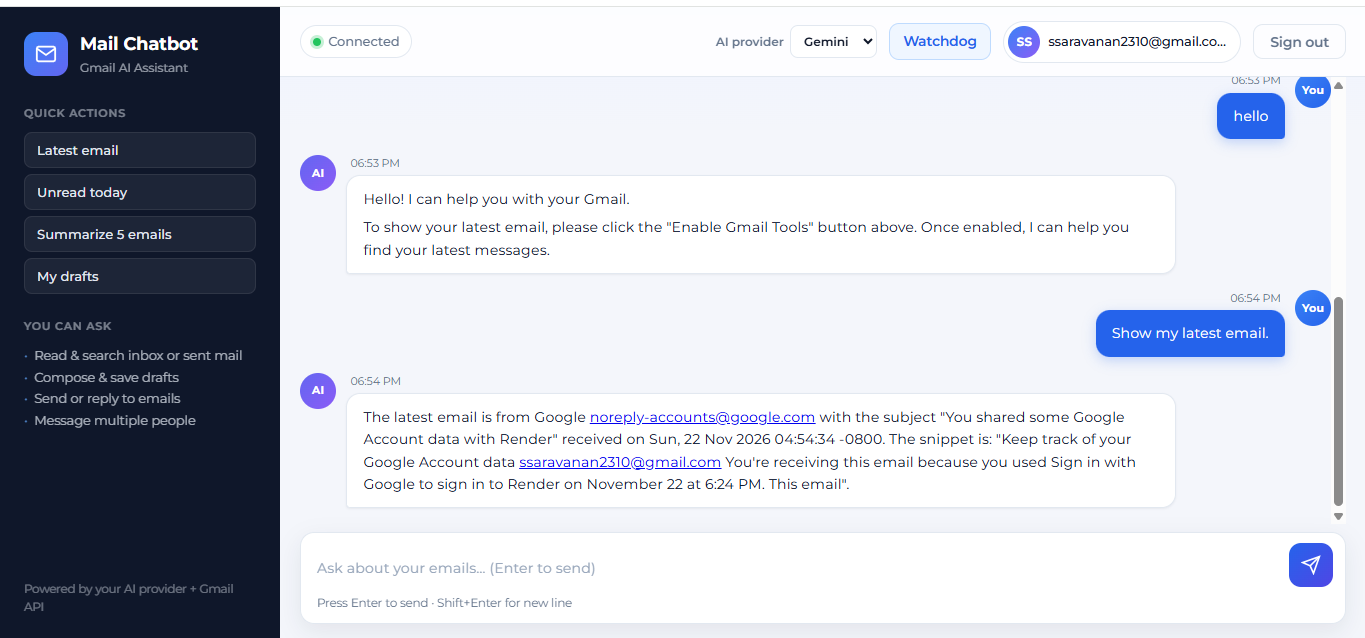 Mail Chatbot
Gmail AI Assistant
QUICK ACTIONS
Latest email
Unread today
Summarize 5 emails
My drafts
YOU CAN ASK
· Read & search inbox or sent mail
· Compose & save drafts
· Send or reply to emails
· Message multiple people
Powered by your AI provider + Gmail
API
Connected
AI provider
Gemini
Watchdog
SS
ssaravanan2310@gmail.co...
Sign out
06:53 PM
You
hello
06:53 PM
AI
Hello! I can help you with your Gmail.
To show your latest email, please click the "Enable Gmail Tools" button above. Once enabled, I can help you
find your latest messages.
06:54 PM
You
Show my latest email.
06:54 PM
AI
The latest email is from Google noreply-accounts@google.com with the subject "You shared some Google
Account data with Render" received on Sun, 22 Nov 2026 04:54:34 -0800. The snippet is: "Keep track of your
Google Account data ssaravanan2310@gmail.com You're receiving this email because you used Sign in with
Google to sign in to Render on November 22 at 6:24 PM. This email".
Ask about your emails... (Enter to send)
Press Enter to send · Shift+Enter for new line